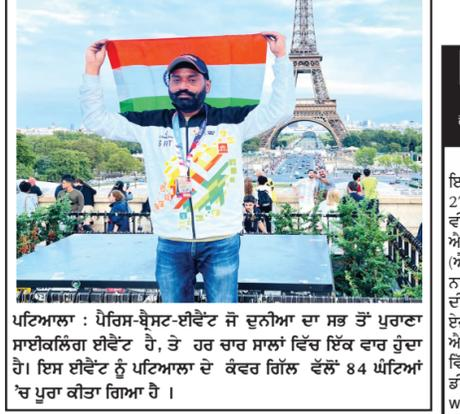 ਪਟਿਆਲਾ : ਪੈਰਿਸ-ਬ੍ਰੈਸਟ-ਈਵੈਂਟ ਜੋ ਦੁਨੀਆ ਦਾ ਸਭ ਤੋਂ ਪੁਰਾਣਾ
ਸਾਈਕਲਿੰਗ ਈਵੈਂਟ ਹੈ, ਤੇ ਹਰ ਚਾਰ ਸਾਲਾਂ ਵਿੱਚ ਇੱਕ ਵਾਰ ਹੁੰਦਾ
ਹੈ। ਇਸ ਈਵੈਂਟ ਨੂੰ ਪਟਿਆਲਾ ਦੇ ਕੰਵਰ ਗਿੱਲ ਵੱਲੋਂ 84 ਘੰਟਿਆਂ
'ਚ ਪੂਰਾ ਕੀਤਾ ਗਿਆ ਹੈ ।